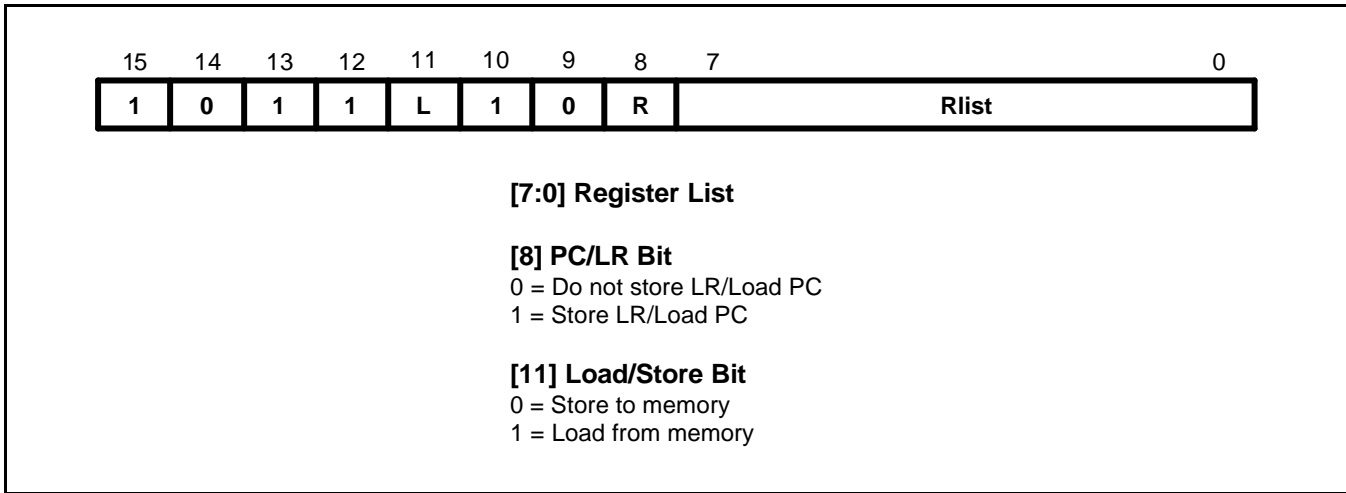 15 14 13 12 11 10 9 8 7 0
1 0 1 1 L 1 0 R Rlist
[7:0] Register List
[8] PC/LR Bit
0 = Do not store LR/Load PC
1 = Store LR/Load PC
[11] Load/Store Bit
0 = Store to memory
1 = Load from memory